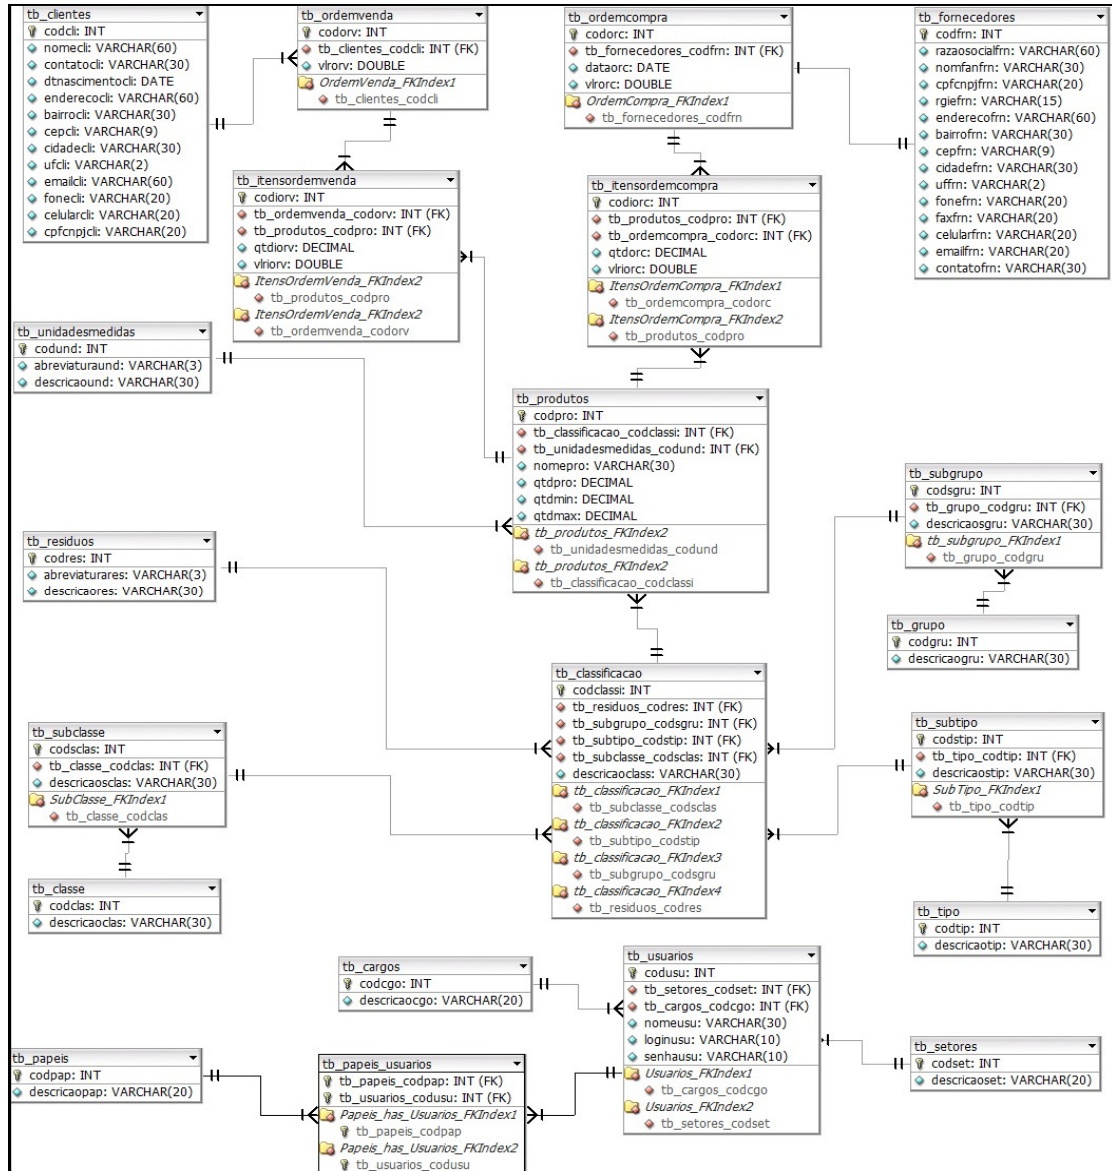 tb_clientes
codcli: INT
nomecli: VARCHAR(60)
contatocli: VARCHAR(30)
dtnascimentocli: DATE
enderecocli: VARCHAR(60)
bairrocli: VARCHAR(30)
cepcli: VARCHAR(9)
cidadecli: VARCHAR(30)
ufcli: VARCHAR(2)
emailcli: VARCHAR(60)
fonecli: VARCHAR(20)
celularcli: VARCHAR(20)
cpfcnpjcli: VARCHAR(20)
tb_ordemvenda
codorv: INT
tb_clientes_codcli: INT (FK)
vlrorv: DOUBLE
OrdemVenda_FKIndex1
tb_clientes_codcli
tb_ordemcompra
codorc: INT
tb_fornecedores_codfrn: INT (FK)
dataorc: DATE
vlrorc: DOUBLE
OrdemCompra_FKIndex1
tb_fornecedores_codfrn
tb_fornecedores
codfrn: INT
razaosocialfrn: VARCHAR(60)
nomfanfrn: VARCHAR(30)
cpfcnpjfrn: VARCHAR(20)
rgiefrn: VARCHAR(15)
enderecofrn: VARCHAR(60)
bairrofrn: VARCHAR(30)
cepfrn: VARCHAR(9)
cidadefrn: VARCHAR(30)
uffrn: VARCHAR(2)
fonefrn: VARCHAR(20)
faxfrn: VARCHAR(20)
celularfrn: VARCHAR(20)
emailfrn: VARCHAR(20)
contatofrn: VARCHAR(30)
tb_itensordemvenda
codiorv: INT
tb_ordemvenda_codorv: INT (FK)
tb_produtos_codpro: INT (FK)
qtdiorv: DECIMAL
vlriorv: DOUBLE
ItensOrdemVenda_FKIndex2
tb_produtos_codpro
ItensOrdemVenda_FKIndex2
tb_ordemvenda_codorv
tb_itensordemcompra
codiorc: INT
tb_produtos_codpro: INT (FK)
tb_ordemcompra_codorc: INT (FK)
qtdorc: DECIMAL
vlriorc: DOUBLE
ItensOrdemCompra_FKIndex1
tb_ordemcompra_codorc
ItensOrdemCompra_FKIndex2
tb_produtos_codpro
tb_unidadesmedidas
codund: INT
abreviaturaund: VARCHAR(3)
descricaound: VARCHAR(30)
tb_produtos
codpro: INT
tb_classificacao_codclassi: INT (FK)
tb_unidadesmedidas_codund: INT (FK)
nomepro: VARCHAR(30)
qtdpro: DECIMAL
qtdmin: DECIMAL
qtdmax: DECIMAL
tb_produtos_FKIndex2
tb_unidadesmedidas_codund
tb_produtos_FKIndex2
tb_classificacao_codclassi
tb_subgrupo
codsgru: INT
tb_grupo_codgru: INT (FK)
descricaosgru: VARCHAR(30)
tb_subgrupo_FKIndex1
tb_grupo_codgru
tb_residuos
codres: INT
abreviaturares: VARCHAR(3)
descricaores: VARCHAR(30)
tb_grupo
codgru: INT
descricaogru: VARCHAR(30)
tb_classificacao
codclassi: INT
tb_residuos_codres: INT (FK)
tb_subgrupo_codsgru: INT (FK)
tb_subtipo_codstip: INT (FK)
tb_subclasse_codsclas: INT (FK)
descricaoclass: VARCHAR(30)
tb_classificacao_FKIndex1
tb_subclasse_codsclas
tb_classificacao_FKIndex2
tb_subtipo_codstip
tb_classificacao_FKIndex3
tb_subgrupo_codsgru
tb_classificacao_FKIndex4
tb_residuos_codres
tb_subclasse
codsclas: INT
tb_classe_codclas: INT (FK)
descricaosclas: VARCHAR(30)
SubClasse_FKIndex1
tb_classe_codclas
tb_subtipo
codstip: INT
tb_tipo_codtip: INT (FK)
descricaostip: VARCHAR(30)
SubTipo_FKIndex1
tb_tipo_codtip
tb_classe
codclas: INT
descricaoclas: VARCHAR(30)
tb_tipo
codtip: INT
descricaotip: VARCHAR(30)
tb_cargos
codcgo: INT
descricaocgo: VARCHAR(20)
tb_usuarios
codusu: INT
tb_setores_codset: INT (FK)
tb_cargos_codcgo: INT (FK)
nomeusu: VARCHAR(30)
loginusu: VARCHAR(10)
senhausu: VARCHAR(10)
Usuarios_FKIndex1
tb_cargos_codcgo
Usuarios_FKIndex2
tb_setores_codset
tb_setores
codset: INT
descricaoset: VARCHAR(20)
tb_papeis
codpap: INT
descricaopap: VARCHAR(20)
tb_papeis_usuarios
tb_papeis_codpap: INT (FK)
tb_usuarios_codusu: INT (FK)
Papeis_has_Usuarios_FKIndex1
tb_papeis_codpap
Papeis_has_Usuarios_FKIndex2
tb_usuarios_codusu